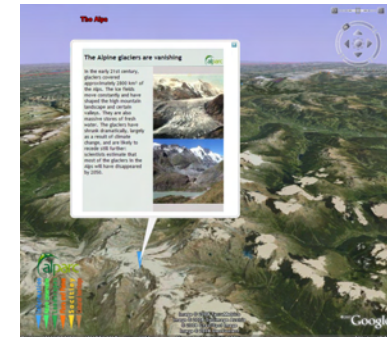 The Alps
The Alpine glaciers are vanishing
alparc
In the early 21st century,
glaciers covered
approximately 2800 km² of
the Alps. The ice fields
move constantly and have
shaped the high mountain
landscape and certain
valleys. They are also
massive stores of fresh
water. The glaciers have
shrunk dramatically, largely
as a result of climate
change, and are likely to
recede still further:
scientists estimate that
most of the glaciers in the
Alps will have disappeared
by 2050.
alparc
Google